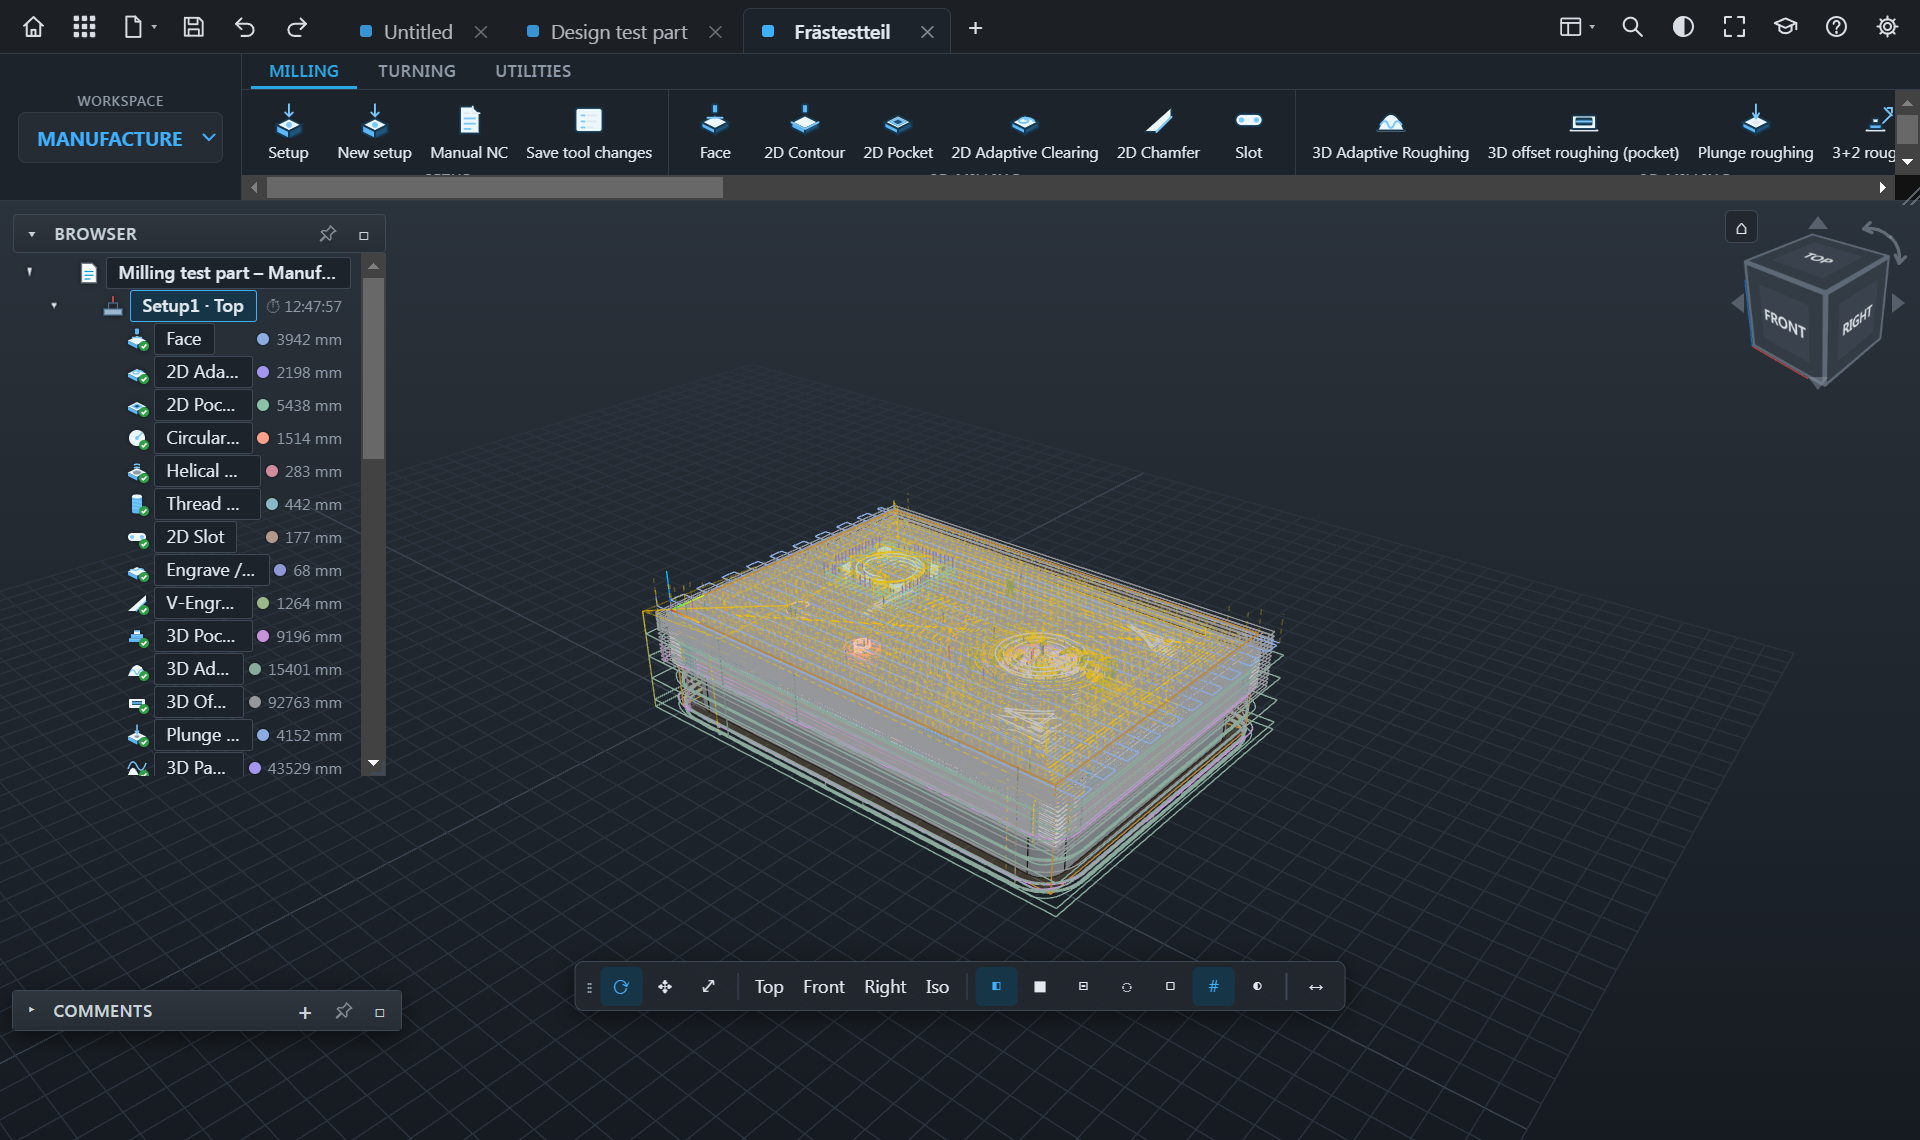 Untitled
Design test part
Frästestteil
WORKSPACE
MANUFACTURE
MILLING
TURNING
UTILITIES
Setup
New setup
Manual NC
Save tool changes
Face
2D Contour
2D Pocket
2D Adaptive Clearing
2D Chamfer
Slot
3D Adaptive Roughing
3D offset roughing (pocket)
Plunge roughing
3+2 roug
BROWSER
Milling test part – Manuf...
Setup1 · Top
12:47:57
Face
3942 mm
2D Ada...
2198 mm
2D Poc...
5438 mm
Circular...
1514 mm
Helical ...
283 mm
Thread ...
442 mm
2D Slot
177 mm
Engrave /...
68 mm
V-Engr...
1264 mm
3D Poc...
9196 mm
3D Ad...
15401 mm
3D Of...
92763 mm
Plunge ...
4152 mm
3D Pa...
43529 mm
TOP
FRONT
RIGHT
COMMENTS
Top
Front
Right
Iso